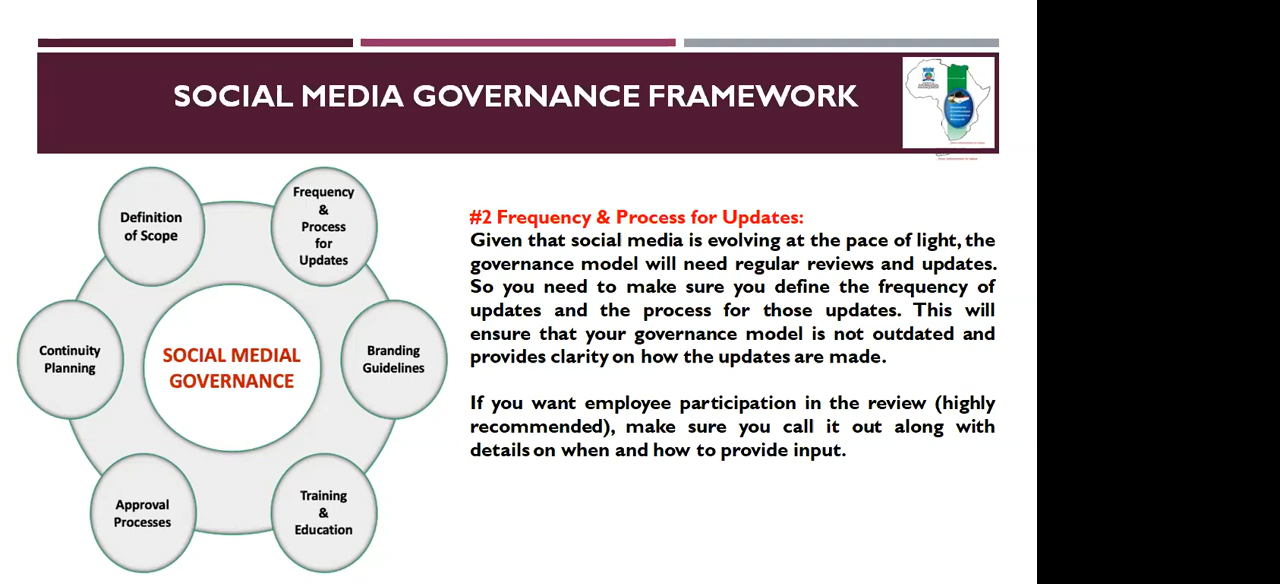 SOCIAL MEDIA GOVERNANCE FRAMEWORK
Definition
of Scope
Frequency
&
Process
for
Updates
Continuity
Planning
SOCIAL MEDIAL
GOVERNANCE
Branding
Guidelines
Approval
Processes
Training
&
Education
#2 Frequency & Process for Updates:
Given that social media is evolving at the pace of light, the
governance model will need regular reviews and updates.
So you need to make sure you define the frequency of
updates and the process for those updates. This will
ensure that your governance model is not outdated and
provides clarity on how the updates are made.
If you want employee participation in the review (highly
recommended), make sure you call it out along with
details on when and how to provide input.